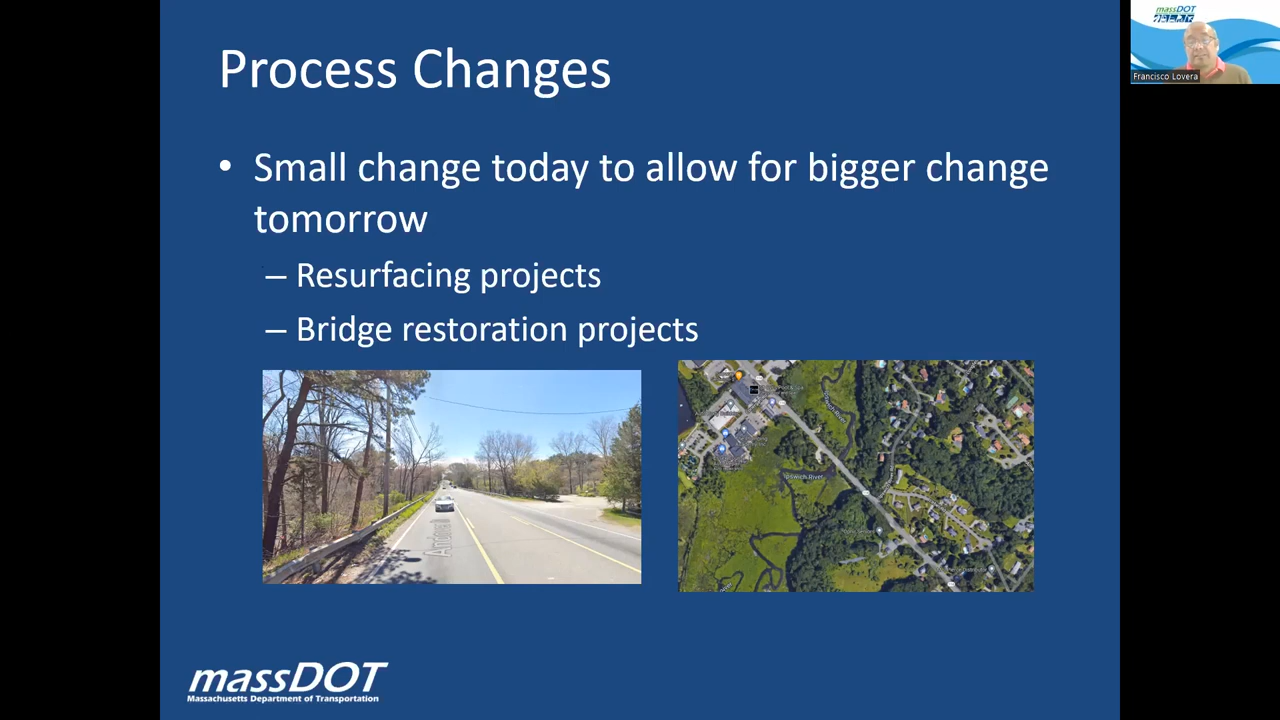 Process Changes
• Small change today to allow for bigger change
tomorrow
– Resurfacing projects
– Bridge restoration projects
Ipswich River
massDOT
Massachusetts Department of Transportation
massDOT
Francisco Lovera